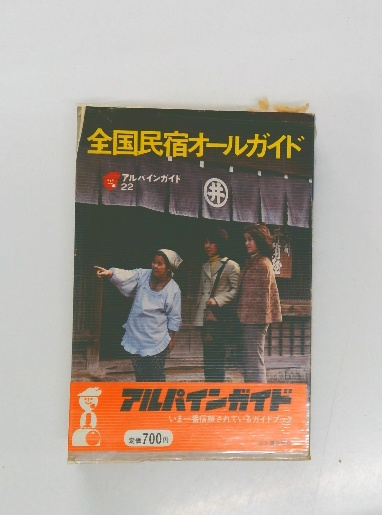 全国民宿オールガイド
アルパインガイド
22
井
アルパインガイド
いま一番信頼されているガイドブック
定価700円